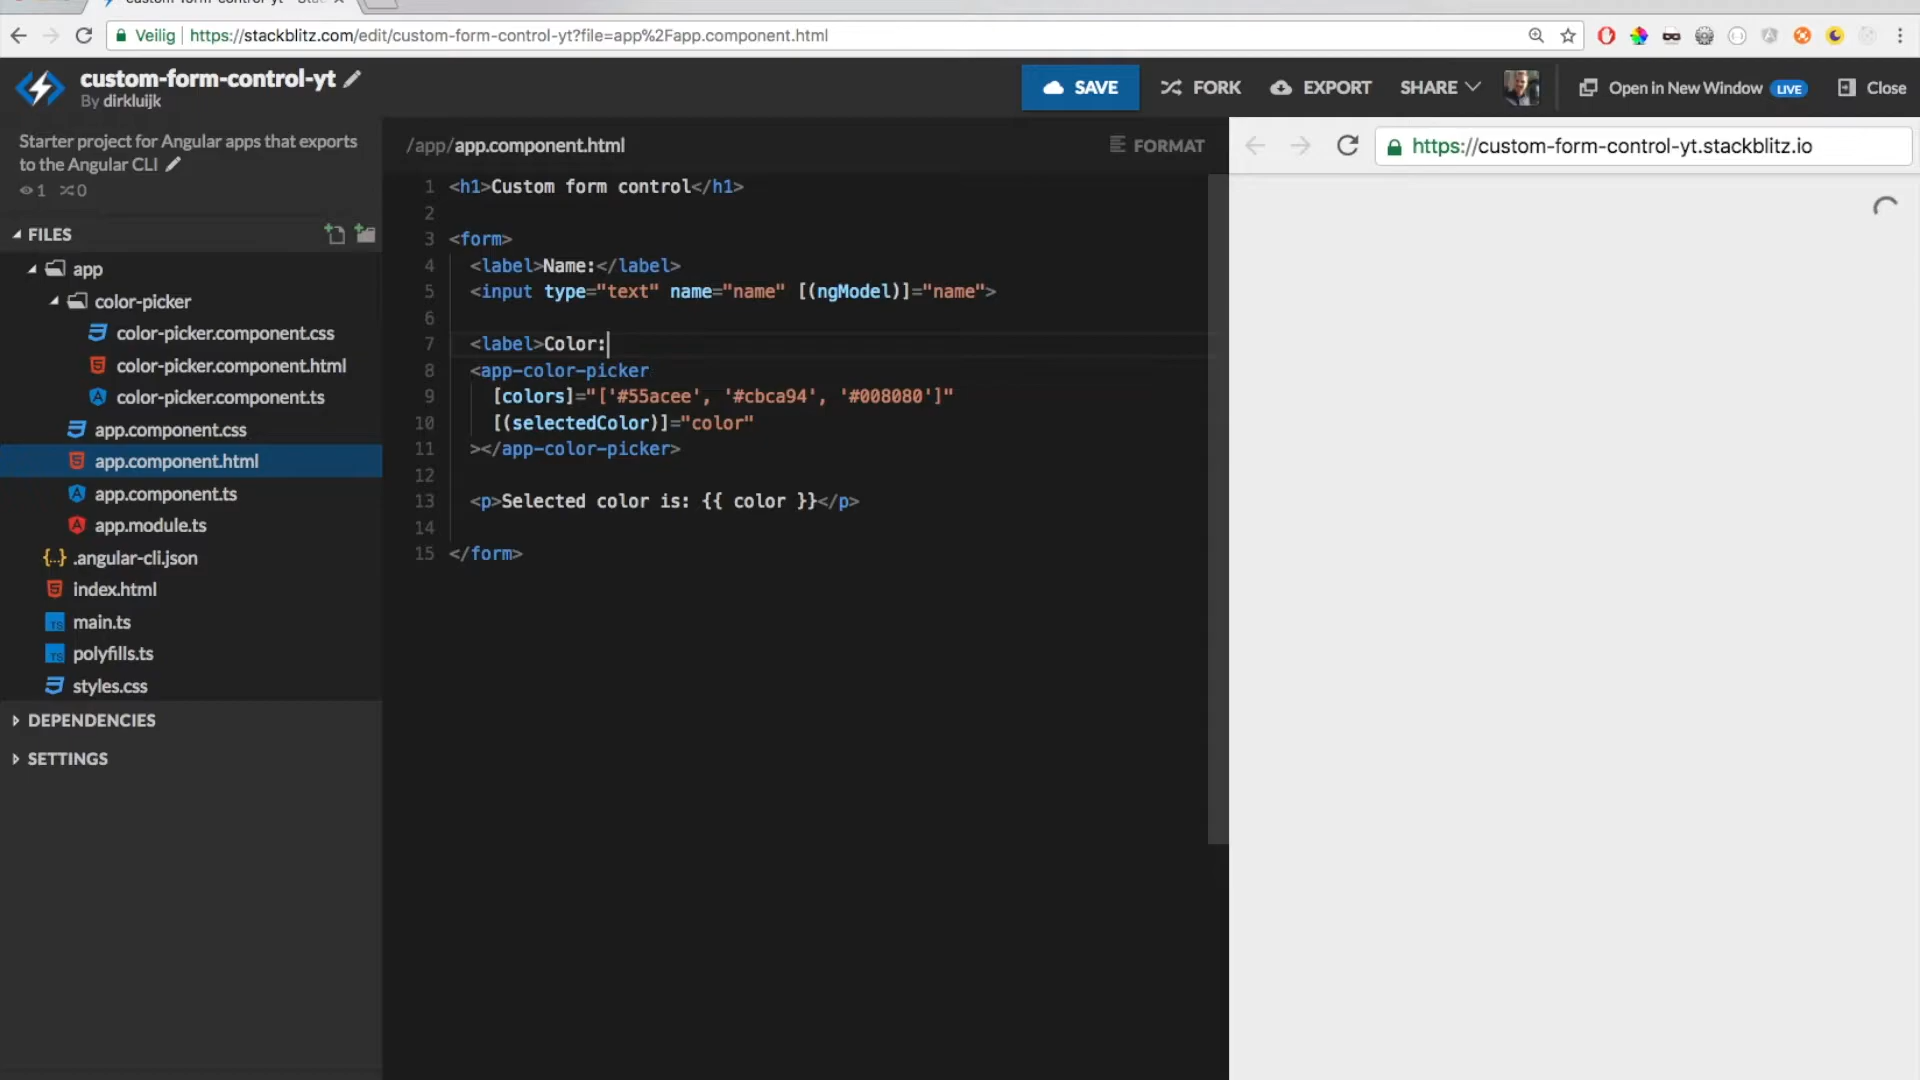 custom-form-control-yt - Stac
Veilig https://stackblitz.com/edit/custom-form-control-yt?file=app%2Fapp.component.html
custom-form-control-yt
By dirkluijk
SAVE FORK EXPORT SHARE Open in New Window LIVE Close
Starter project for Angular apps that exports
to the Angular CLI
1 0
FILES
app
color-picker
color-picker.component.css
color-picker.component.html
color-picker.component.ts
app.component.css
app.component.html
app.component.ts
app.module.ts
{..} .angular-cli.json
index.html
TS main.ts
TS polyfills.ts
styles.css
DEPENDENCIES
SETTINGS
/app/app.component.html FORMAT
1 <h1>Custom form control</h1>
2
3 <form>
4 <label>Name:</label>
5 <input type="text" name="name" [(ngModel)]="name">
6
7 <label>Color:
8 <app-color-picker
9 [colors]="['#55acee', '#cbca94', '#008080']"
10 [(selectedColor)]="color"
11 ></app-color-picker>
12
13 <p>Selected color is: {{ color }}</p>
14
15 </form>
https://custom-form-control-yt.stackblitz.io